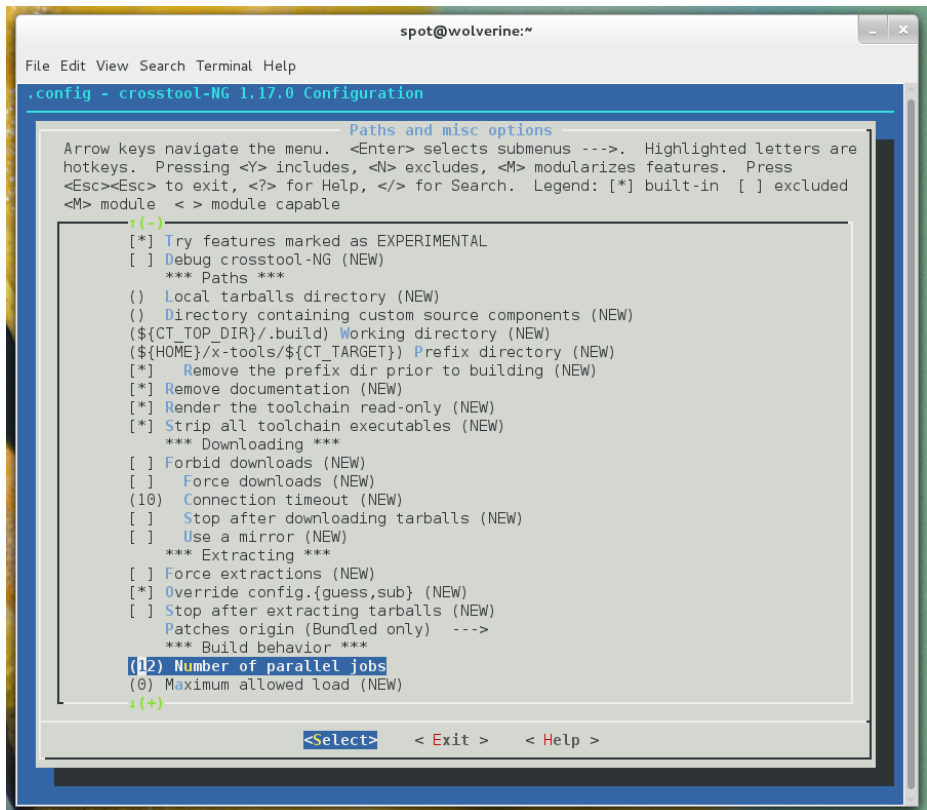 spot@wolverine:~
File Edit View Search Terminal Help
.config - crosstool-NG 1.17.0 Configuration
Paths and misc options
Arrow keys navigate the menu.  <Enter> selects submenus --->.  Highlighted letters are
hotkeys.  Pressing <Y> includes, <N> excludes, <M> modularizes features.  Press
<Esc><Esc> to exit, <?> for Help, </> for Search.  Legend: [*] built-in  [ ] excluded
<M> module  < > module capable
↑(-)
[*] Try features marked as EXPERIMENTAL
[ ] Debug crosstool-NG (NEW)
*** Paths ***
()  Local tarballs directory (NEW)
()  Directory containing custom source components (NEW)
(${CT_TOP_DIR}/.build) Working directory (NEW)
(${HOME}/x-tools/${CT_TARGET}) Prefix directory (NEW)
[*]   Remove the prefix dir prior to building (NEW)
[*] Remove documentation (NEW)
[*] Render the toolchain read-only (NEW)
[*] Strip all toolchain executables (NEW)
*** Downloading ***
[ ] Forbid downloads (NEW)
[ ]   Force downloads (NEW)
(10)  Connection timeout (NEW)
[ ]   Stop after downloading tarballs (NEW)
[ ]   Use a mirror (NEW)
*** Extracting ***
[ ] Force extractions (NEW)
[*] Override config.{guess,sub} (NEW)
[ ] Stop after extracting tarballs (NEW)
Patches origin (Bundled only)  --->
*** Build behavior ***
(12) Number of parallel jobs
(0) Maximum allowed load (NEW)
↓(+)
<Select>    < Exit >    < Help >